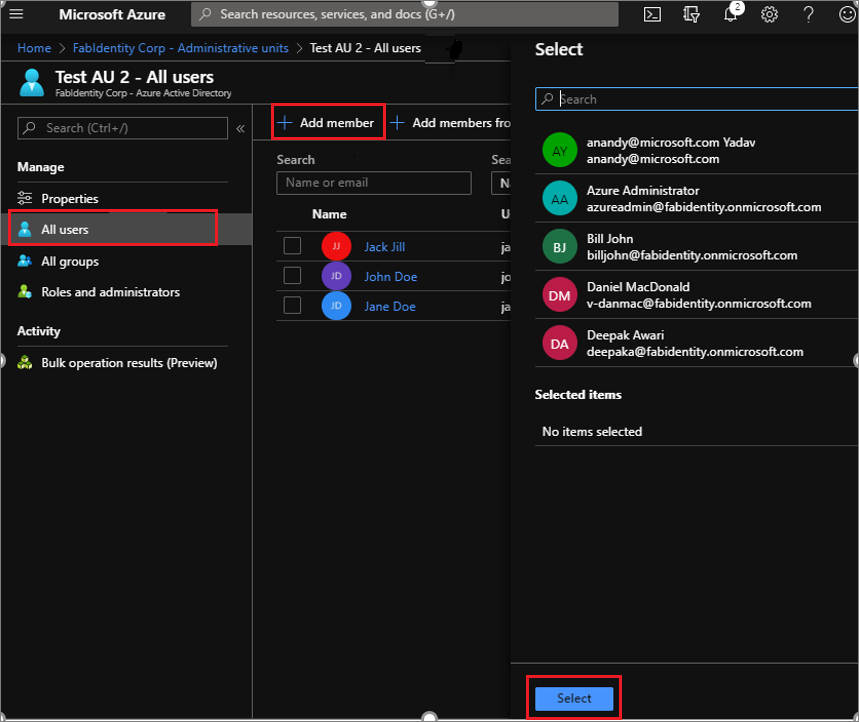 Microsoft Azure
Search resources, services, and docs (G+/)
2
Home > FabIdentity Corp - Administrative units > Test AU 2 - All users
Test AU 2 - All users
FabIdentity Corp - Azure Active Directory
Search (Ctrl+/)
«
Manage
Properties
All users
All groups
Roles and administrators
Activity
Bulk operation results (Preview)
+ Add member
+ Add members fro
Search
Sea
Name or email
N
Name
U
JJ Jack Jill ja
JD John Doe jo
JD Jane Doe ja
Select
Search
AY
anandy@microsoft.com Yadav
anandy@microsoft.com
AA
Azure Administrator
azureadmin@fabidentity.onmicrosoft.com
BJ
Bill John
billjohn@fabidentity.onmicrosoft.com
DM
Daniel MacDonald
v-danmac@fabidentity.onmicrosoft.com
DA
Deepak Awari
deepaka@fabidentity.onmicrosoft.com
Selected items
No items selected
Select